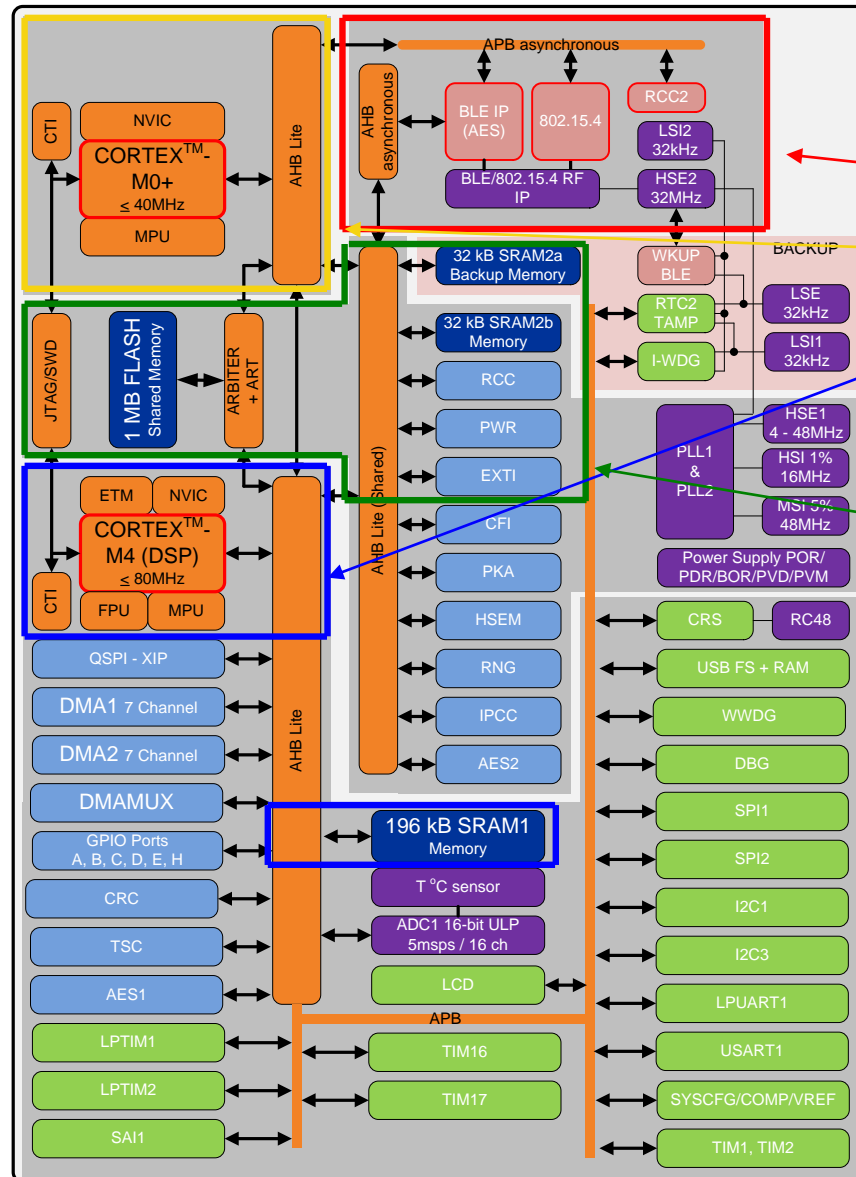 APB asynchronous
CTI
NVIC
CORTEX™-
M0+
≤ 40MHz
MPU
AHB Lite
AHB
asynchronous
BLE IP
(AES)
802.15.4
RCC2
LSI2
32kHz
BLE/802.15.4 RF
IP
HSE2
32MHz
BACKUP
32 kB SRAM2a
Backup Memory
WKUP
BLE
RTC2
TAMP
LSE
32kHz
I-WDG
LSI1
32kHz
JTAG/SWD
1 MB FLASH
Shared Memory
ARBITER
+ ART
AHB Lite (Shared)
32 kB SRAM2b
Memory
RCC
PWR
EXTI
CFI
PKA
HSEM
RNG
IPCC
AES2
PLL1
&
PLL2
HSE1
4 - 48MHz
HSI 1%
16MHz
MSI 5%
48MHz
Power Supply POR/
PDR/BOR/PVD/PVM
ETM
NVIC
CORTEX™-
M4 (DSP)
≤ 80MHz
CTI
FPU
MPU
AHB Lite
QSPI - XIP
DMA1 7 Channel
DMA2 7 Channel
DMAMUX
GPIO Ports
A, B, C, D, E, H
CRC
TSC
AES1
LPTIM1
LPTIM2
SAI1
196 kB SRAM1
Memory
T °C sensor
ADC1 16-bit ULP
5msps / 16 ch
LCD
APB
TIM16
TIM17
CRS
RC48
USB FS + RAM
WWDG
DBG
SPI1
SPI2
I2C1
I2C3
LPUART1
USART1
SYSCFG/COMP/VREF
TIM1, TIM2